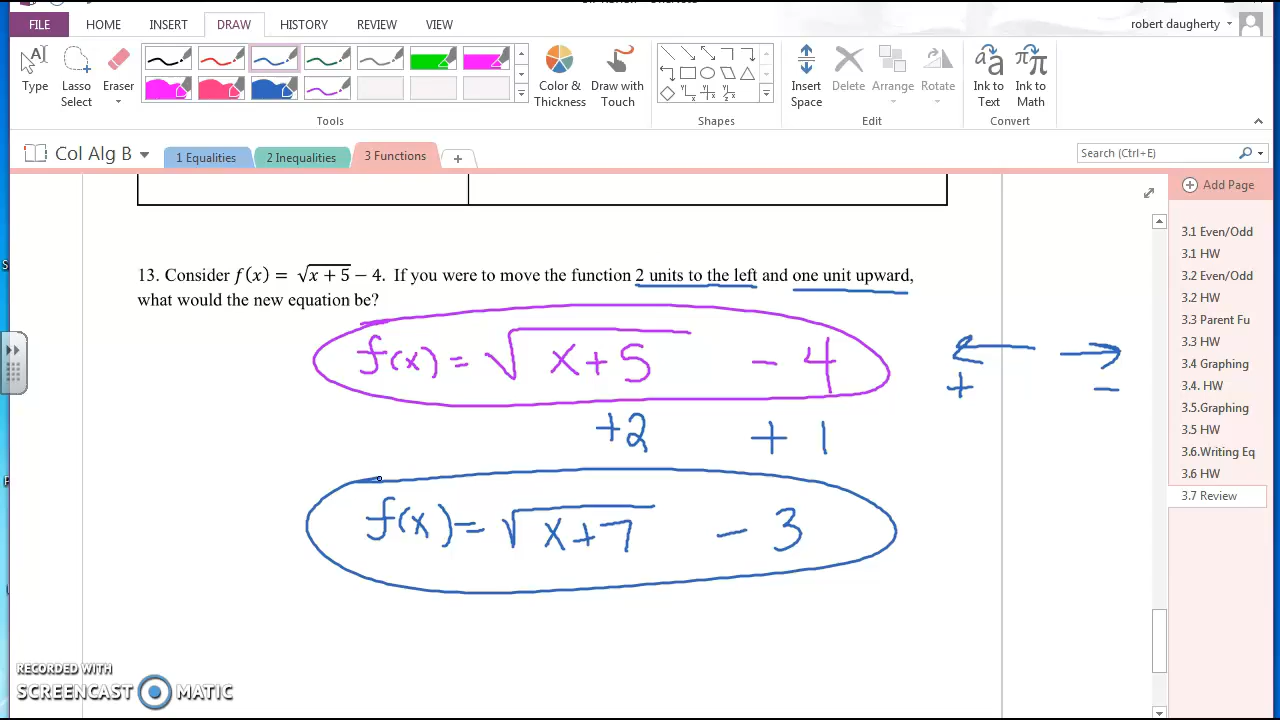 FILE HOME INSERT DRAW HISTORY REVIEW VIEW robert daugherty
Type Lasso Select Eraser Color & Thickness Draw with Touch Insert Space Delete Arrange Rotate Ink to Text Ink to Math
Tools Shapes Edit Convert
Col Alg B 1 Equalities 2 Inequalities 3 Functions + Search (Ctrl+E)
Add Page
3.1 Even/Odd
3.1 HW
3.2 Even/Odd
3.2 HW
3.3 Parent Fu
3.3 HW
3.4 Graphing
3.4. HW
3.5.Graphing
3.5 HW
3.6.Writing Eq
3.6 HW
3.7 Review
13. Consider f(x) = √x + 5 − 4. If you were to move the function 2 units to the left and one unit upward,
what would the new equation be?
f(x) = √x+5 - 4
+2 + 1
f(x) = √x+7 - 3
+ -
RECORDED WITH
SCREENCAST MATIC